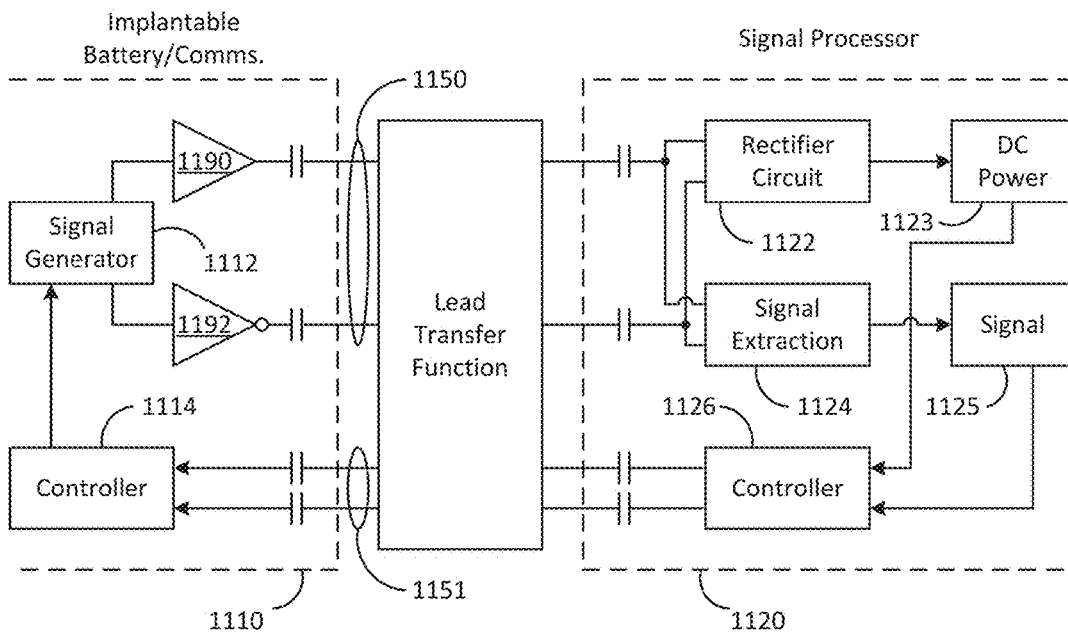 Implantable
Battery/Comms.
Signal Processor
1150
1190
Rectifier
Circuit
DC
Power
1123
Signal
Generator
1112
1122
1192
Lead
Transfer
Function
Signal
Extraction
Signal
1114
1126
1124
1125
Controller
Controller
1151
1110
1120